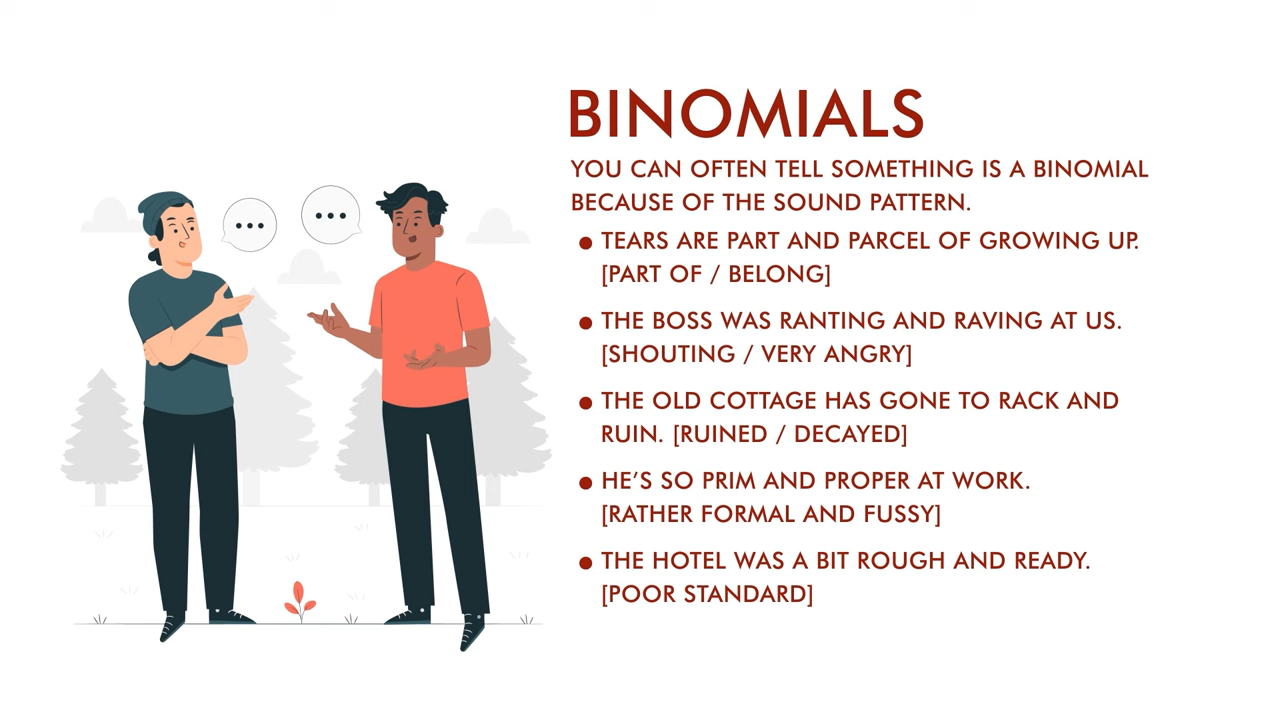 BINOMIALS
YOU CAN OFTEN TELL SOMETHING IS A BINOMIAL
BECAUSE OF THE SOUND PATTERN.
● TEARS ARE PART AND PARCEL OF GROWING UP.
[PART OF / BELONG]
● THE BOSS WAS RANTING AND RAVING AT US.
[SHOUTING / VERY ANGRY]
● THE OLD COTTAGE HAS GONE TO RACK AND
RUIN. [RUINED / DECAYED]
● HE’S SO PRIM AND PROPER AT WORK.
[RATHER FORMAL AND FUSSY]
● THE HOTEL WAS A BIT ROUGH AND READY.
[POOR STANDARD]